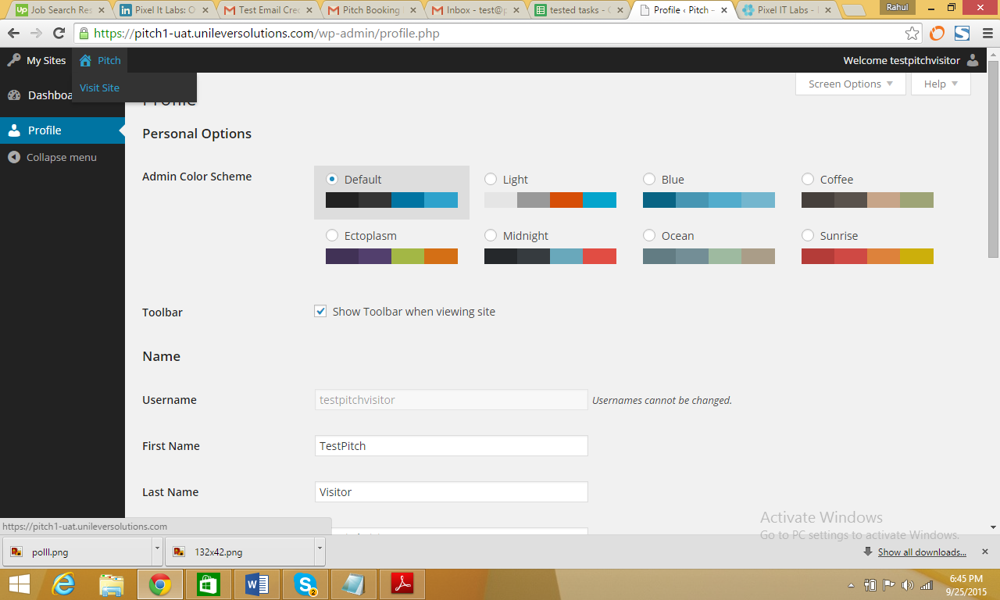 Job Search Res
Pixel It Labs: O
Test Email Cre
Pitch Booking
Inbox - test@p
tested tasks - G
Profile ‹ Pitch -
Pixel IT Labs -
Rahul
https://pitch1-uat.unileversolutions.com/wp-admin/profile.php
My Sites
Pitch
Welcome testpitchvisitor
Visit Site
Screen Options
Help
Dashboa
Profile
Profile
Collapse menu
Personal Options
Admin Color Scheme
Default
Light
Blue
Coffee
Ectoplasm
Midnight
Ocean
Sunrise
Toolbar
Show Toolbar when viewing site
Name
Username
testpitchvisitor
Usernames cannot be changed.
First Name
TestPitch
Last Name
Visitor
Activate Windows
Go to PC settings to activate Windows.
https://pitch1-uat.unileversolutions.com
polll.png
132x42.png
Show all downloads...
2
6:45 PM
9/25/2015